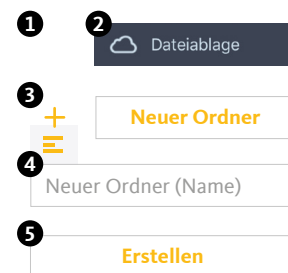 1 2
Dateiablage
3
Neuer Ordner
4
Neuer Ordner (Name)
5
Erstellen